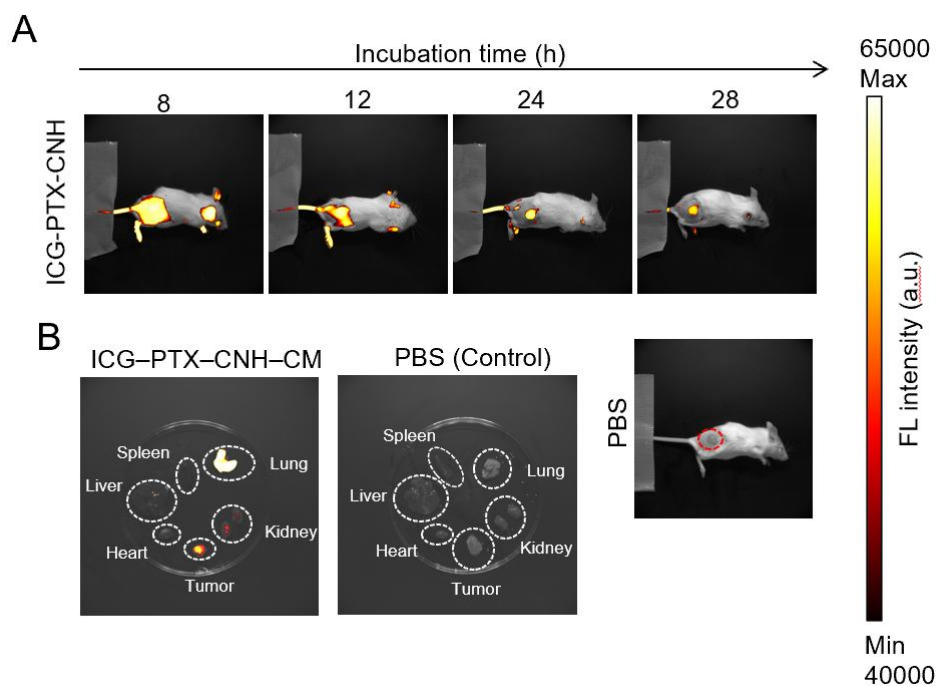 A
Incubation time (h)
8
12
24
28
ICG-PTX-CNH
65000
Max
FL intensity (a.u.)
Min
40000
B
ICG–PTX–CNH–CM
Spleen
Lung
Liver
Kidney
Heart
Tumor
PBS (Control)
Spleen
Lung
Liver
Kidney
Heart
Tumor
PBS